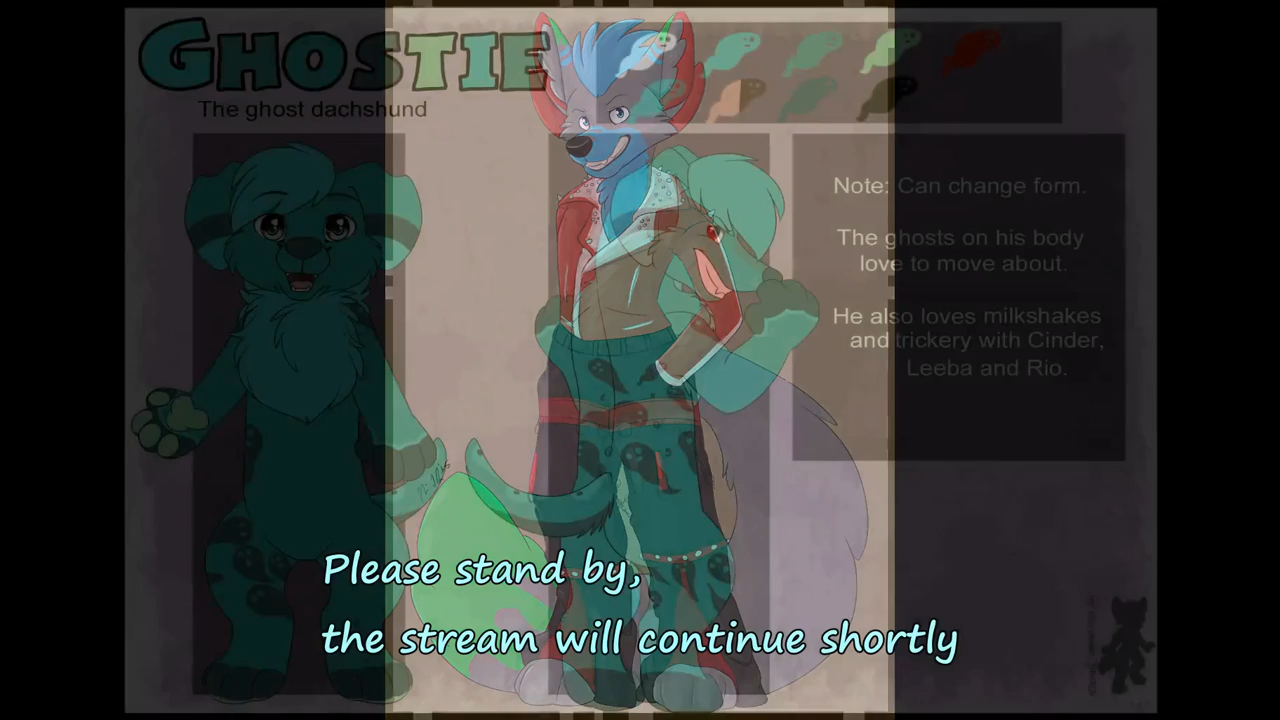 GHOSTIE
The ghost dachshund
Note: Can change form.
The ghosts on his body
love to move about.
He also loves milkshakes
and trickery with Cinder,
Leeba and Rio.
Please stand by,
the stream will continue shortly